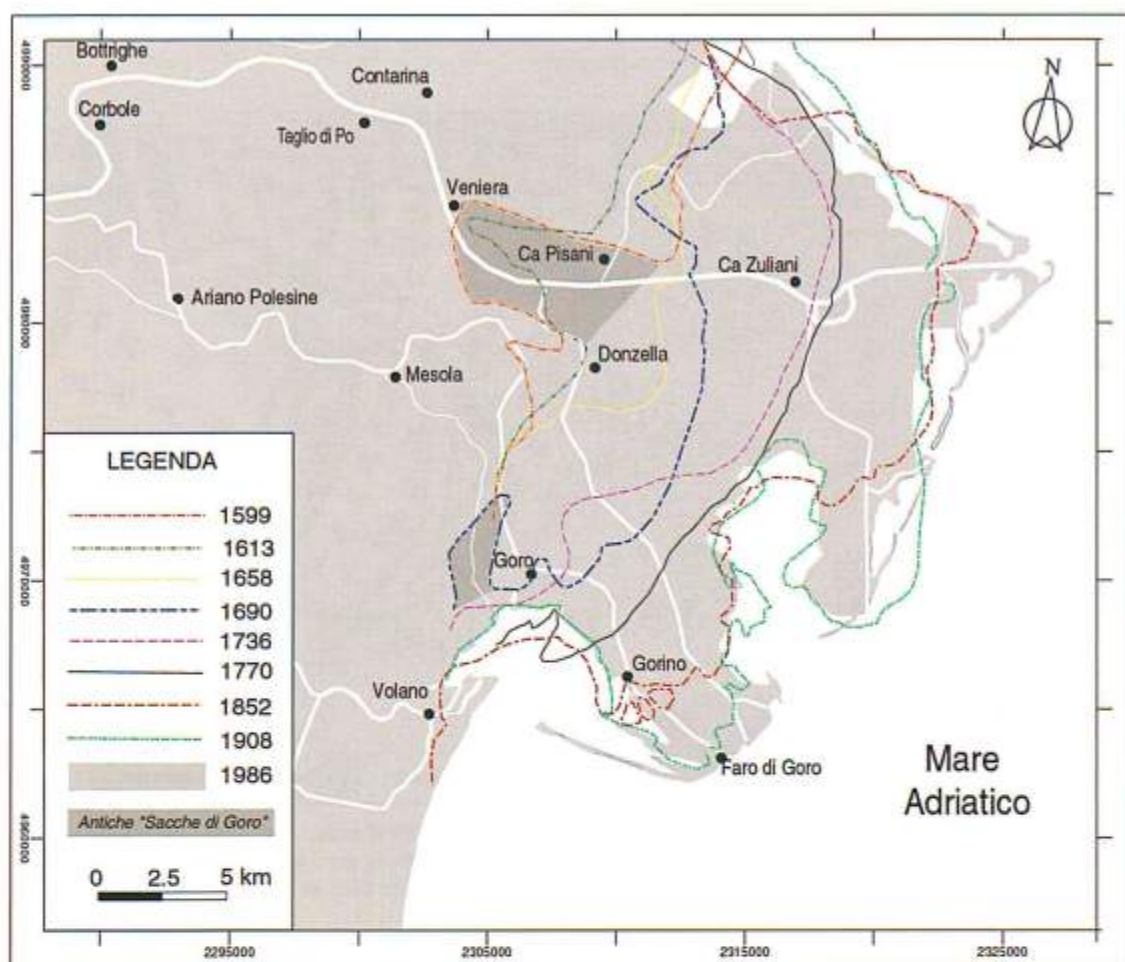 Bottrighe
Contarina
Corbole
Taglio di Po
N
Veniera
Ca Pisani
Ca Zuliani
Ariano Polesine
Donzella
Mesola
LEGENDA
1599
1613
1658
1690
1736
1770
1852
1908
1986
Antiche "Sacche di Goro"
0 2.5 5 km
Goro
Gorino
Volano
Faro di Goro
Mare
Adriatico
4970000
2295000 2305000 2315000 2325000